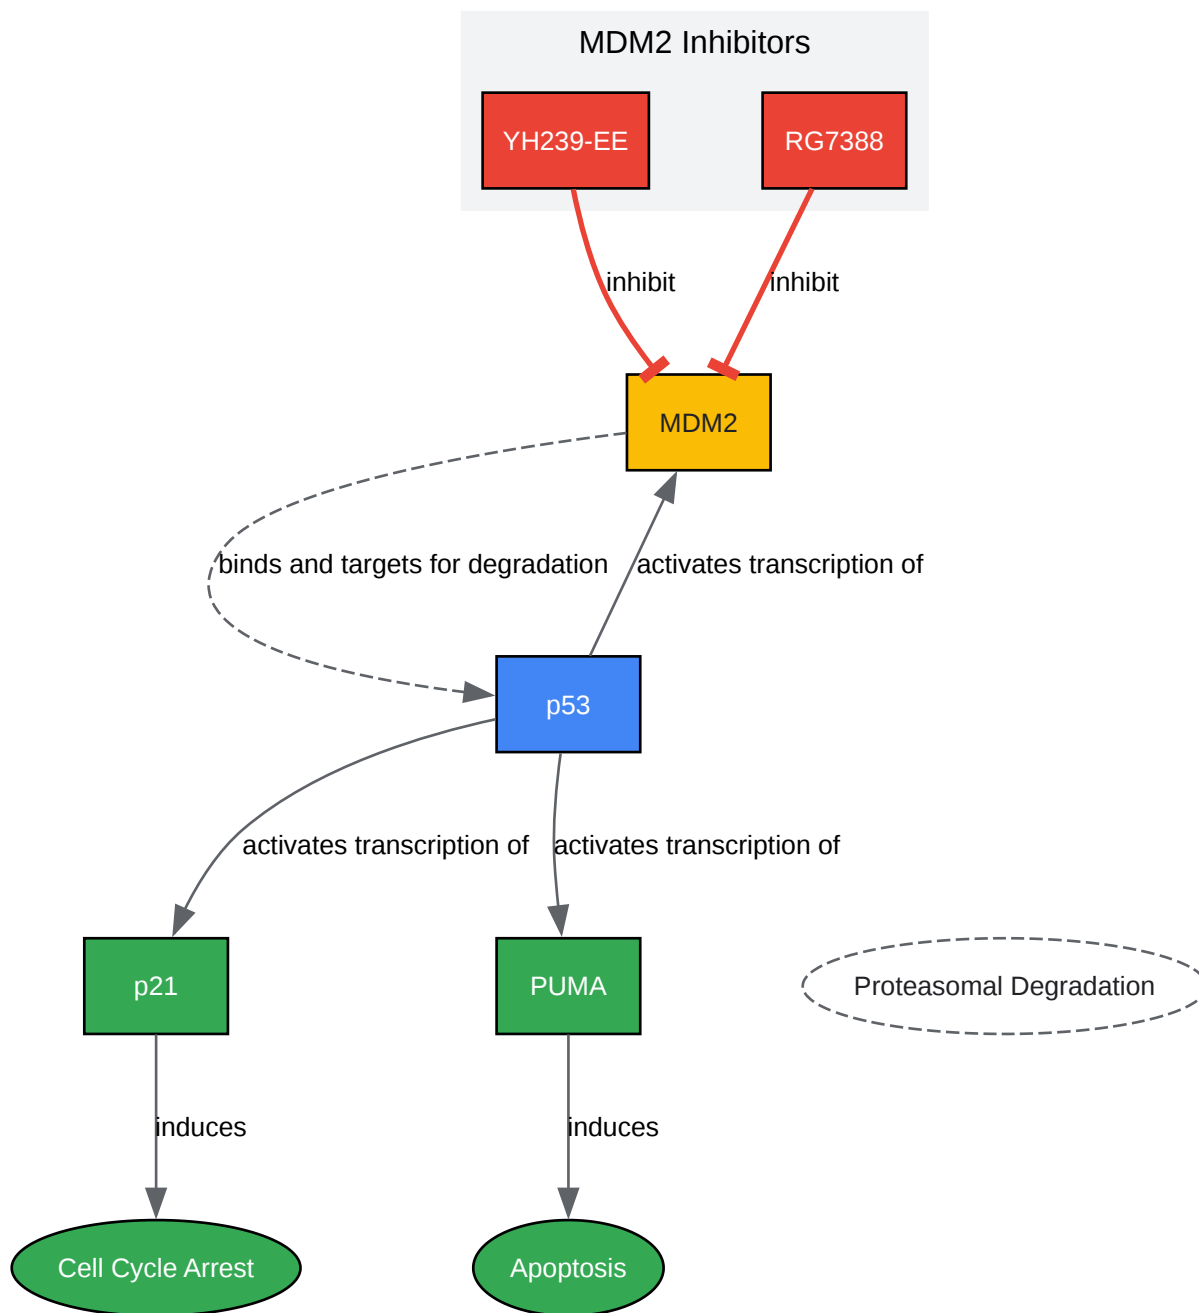 MDM2 Inhibitors
YH239-EE
RG7388
inhibit
inhibit
MDM2
binds and targets for degradation
activates transcription of
p53
activates transcription of
activates transcription of
p21
PUMA
Proteasomal Degradation
induces
induces
Cell Cycle Arrest
Apoptosis